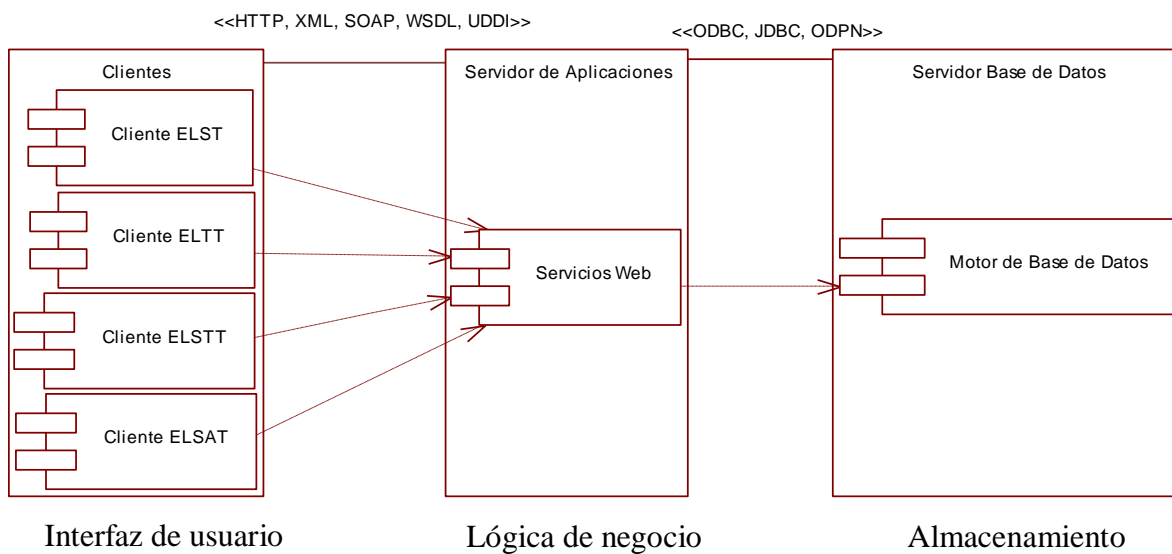 <<HTTP, XML, SOAP, WSDL, UDDI>>
<<ODBC, JDBC, ODPN>>
Clientes
Servidor de Aplicaciones
Servidor Base de Datos
Cliente ELST
Cliente ELTT
Cliente ELSTT
Cliente ELSAT
Servicios Web
Motor de Base de Datos
Interfaz de usuario
Lógica de negocio
Almacenamiento